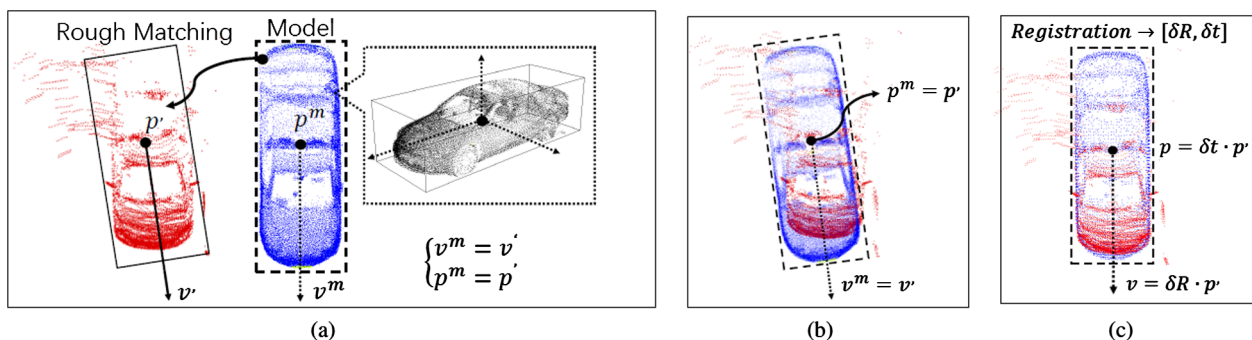 Rough Matching
Model
p'
p^m
v'
v^m
{v^m = v'
{p^m = p'
(a)
p^m = p'
v^m = v'
(b)
Registration → [δR, δt]
p = δt · p'
v = δR · p'
(c)